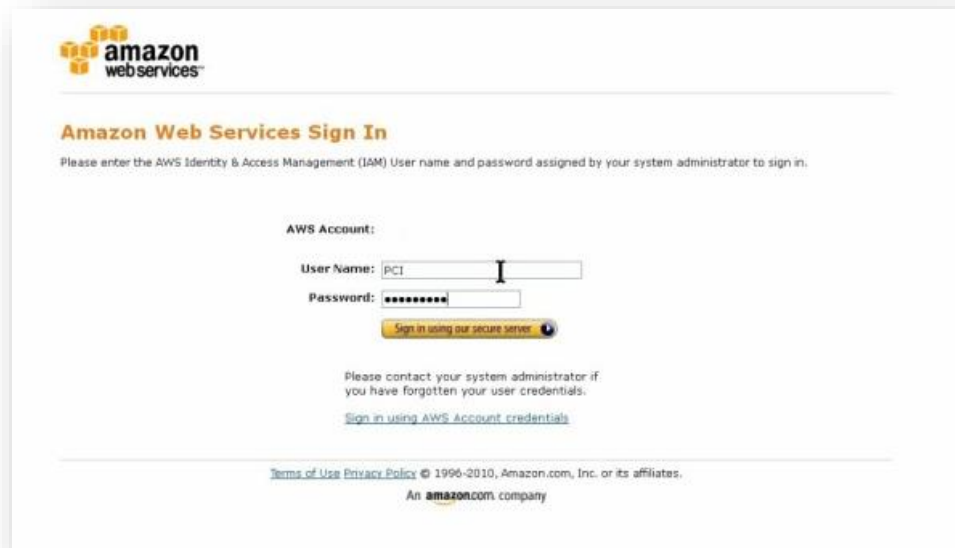 amazon
webservices™
Amazon Web Services Sign In
Please enter the AWS Identity & Access Management (IAM) User name and password assigned by your system administrator to sign in.
AWS Account:
User Name: PCI
Password: •••••••••
Sign in using our secure server
Please contact your system administrator if
you have forgotten your user credentials.
Sign in using AWS Account credentials
Terms of Use Privacy Policy © 1996-2010, Amazon.com, Inc. or its affiliates.
An amazon.com company